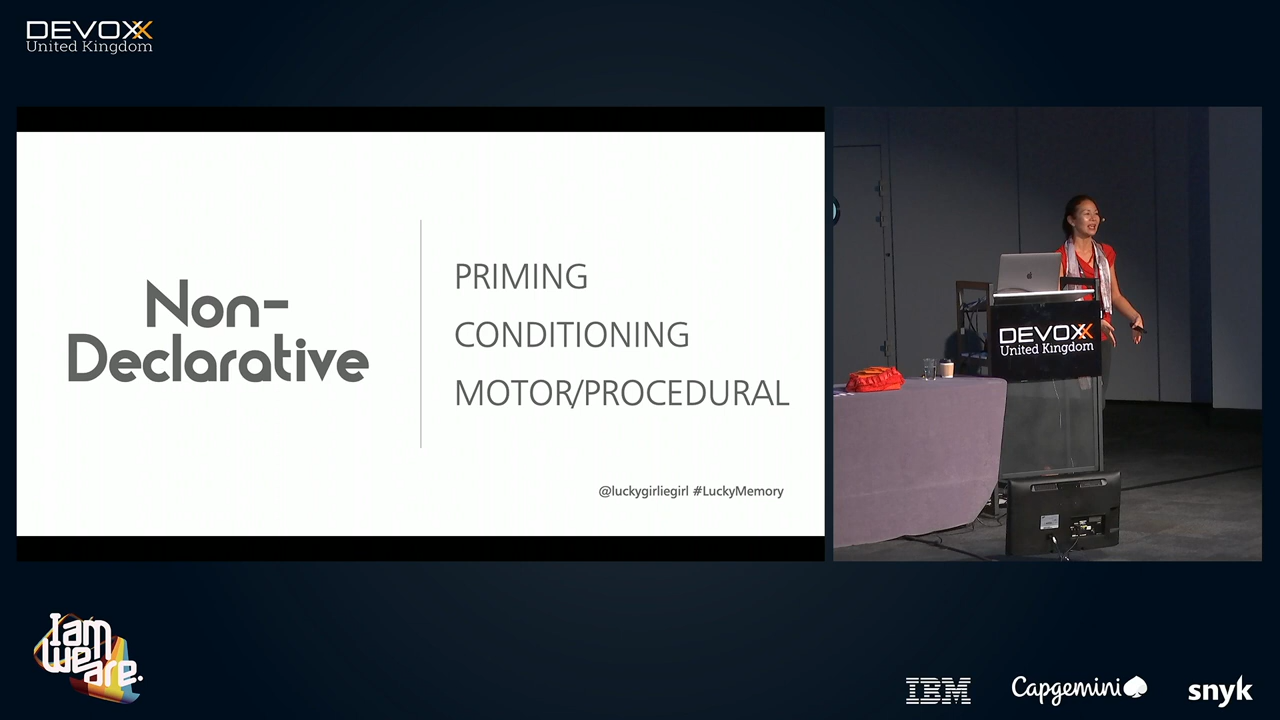 DEVOXX
United Kingdom
Non-
Declarative
PRIMING
CONDITIONING
MOTOR/PROCEDURAL
@luckygirliegirl #LuckyMemory
DEVOXX
United Kingdom
I am
We
are.
IBM
Capgemini
snyk